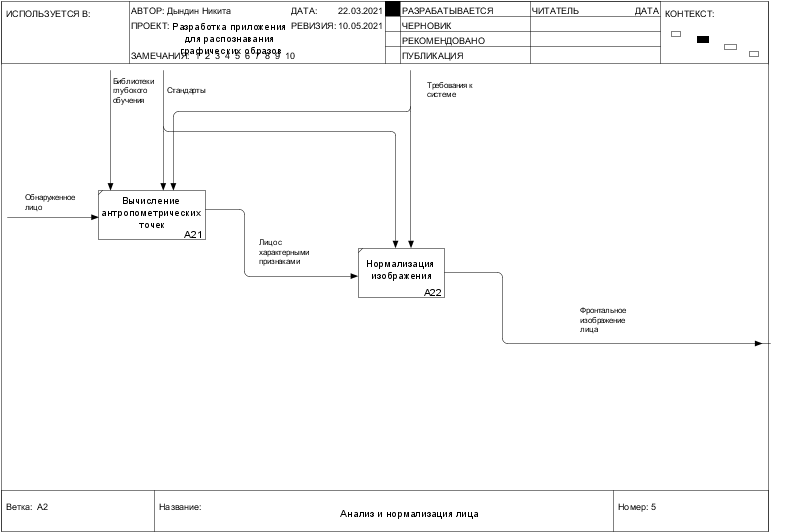 ИСПОЛЬЗУЕТСЯ В:
АВТОР: Дындин Никита
ДАТА: 22.03.2021
ПРОЕКТ: Разработка приложения для распознавания графических образов
РЕВИЗИЯ: 10.05.2021
ЗАМЕЧАНИЯ: 1 2 3 4 5 6 7 8 9 10
РАЗРАБАТЫВАЕТСЯ
ЧЕРНОВИК
РЕКОМЕНДОВАНО
ПУБЛИКАЦИЯ
ЧИТАТЕЛЬ ДАТА
КОНТЕКСТ:
Библиотеки
глубокого
обучения
Стандарты
Требования к
системе
Обнаруженное
лицо
Вычисление
антропометрических
точек
A21
Лицо с
характерными
признаками
Нормализация
изображения
A22
Фронтальное
изображение
лица
Ветка: A2
Название:
Анализ и нормализация лица
Номер: 5